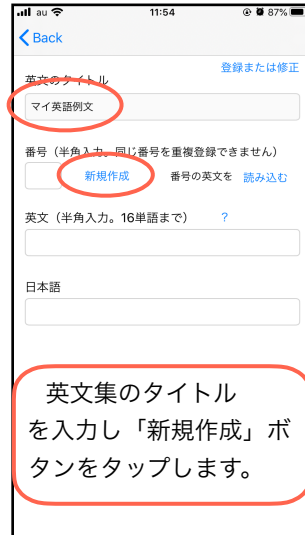 au 11:54 87%
Back
登録または修正
英文のタイトル
マイ英語例文
番号（半角入力。同じ番号を重複登録できません）
新規作成 番号の英文を 読み込む
英文（半角入力。16単語まで） ?
日本語
英文集のタイトル
を入力し「新規作成」ボ
タンをタップします。